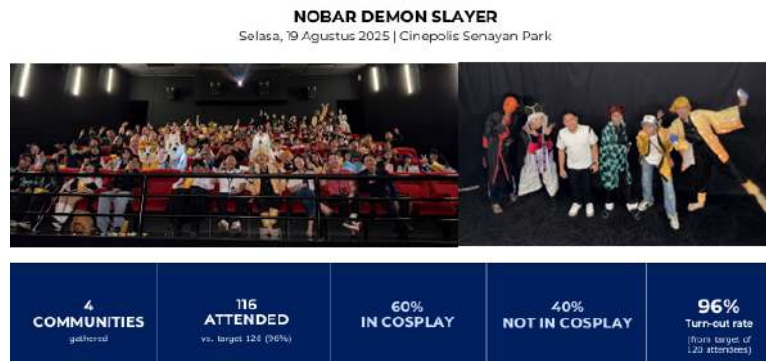 NOBAR DEMON SLAYER
Selasa, 19 Agustus 2025 | Cinepolis Senayan Park
4
COMMUNITIES
gathered
116
ATTENDED
vs. target 120 (96%)
60%
IN COSPLAY
40%
NOT IN COSPLAY
96%
Turn-out rate
(from target of
120 attendees)